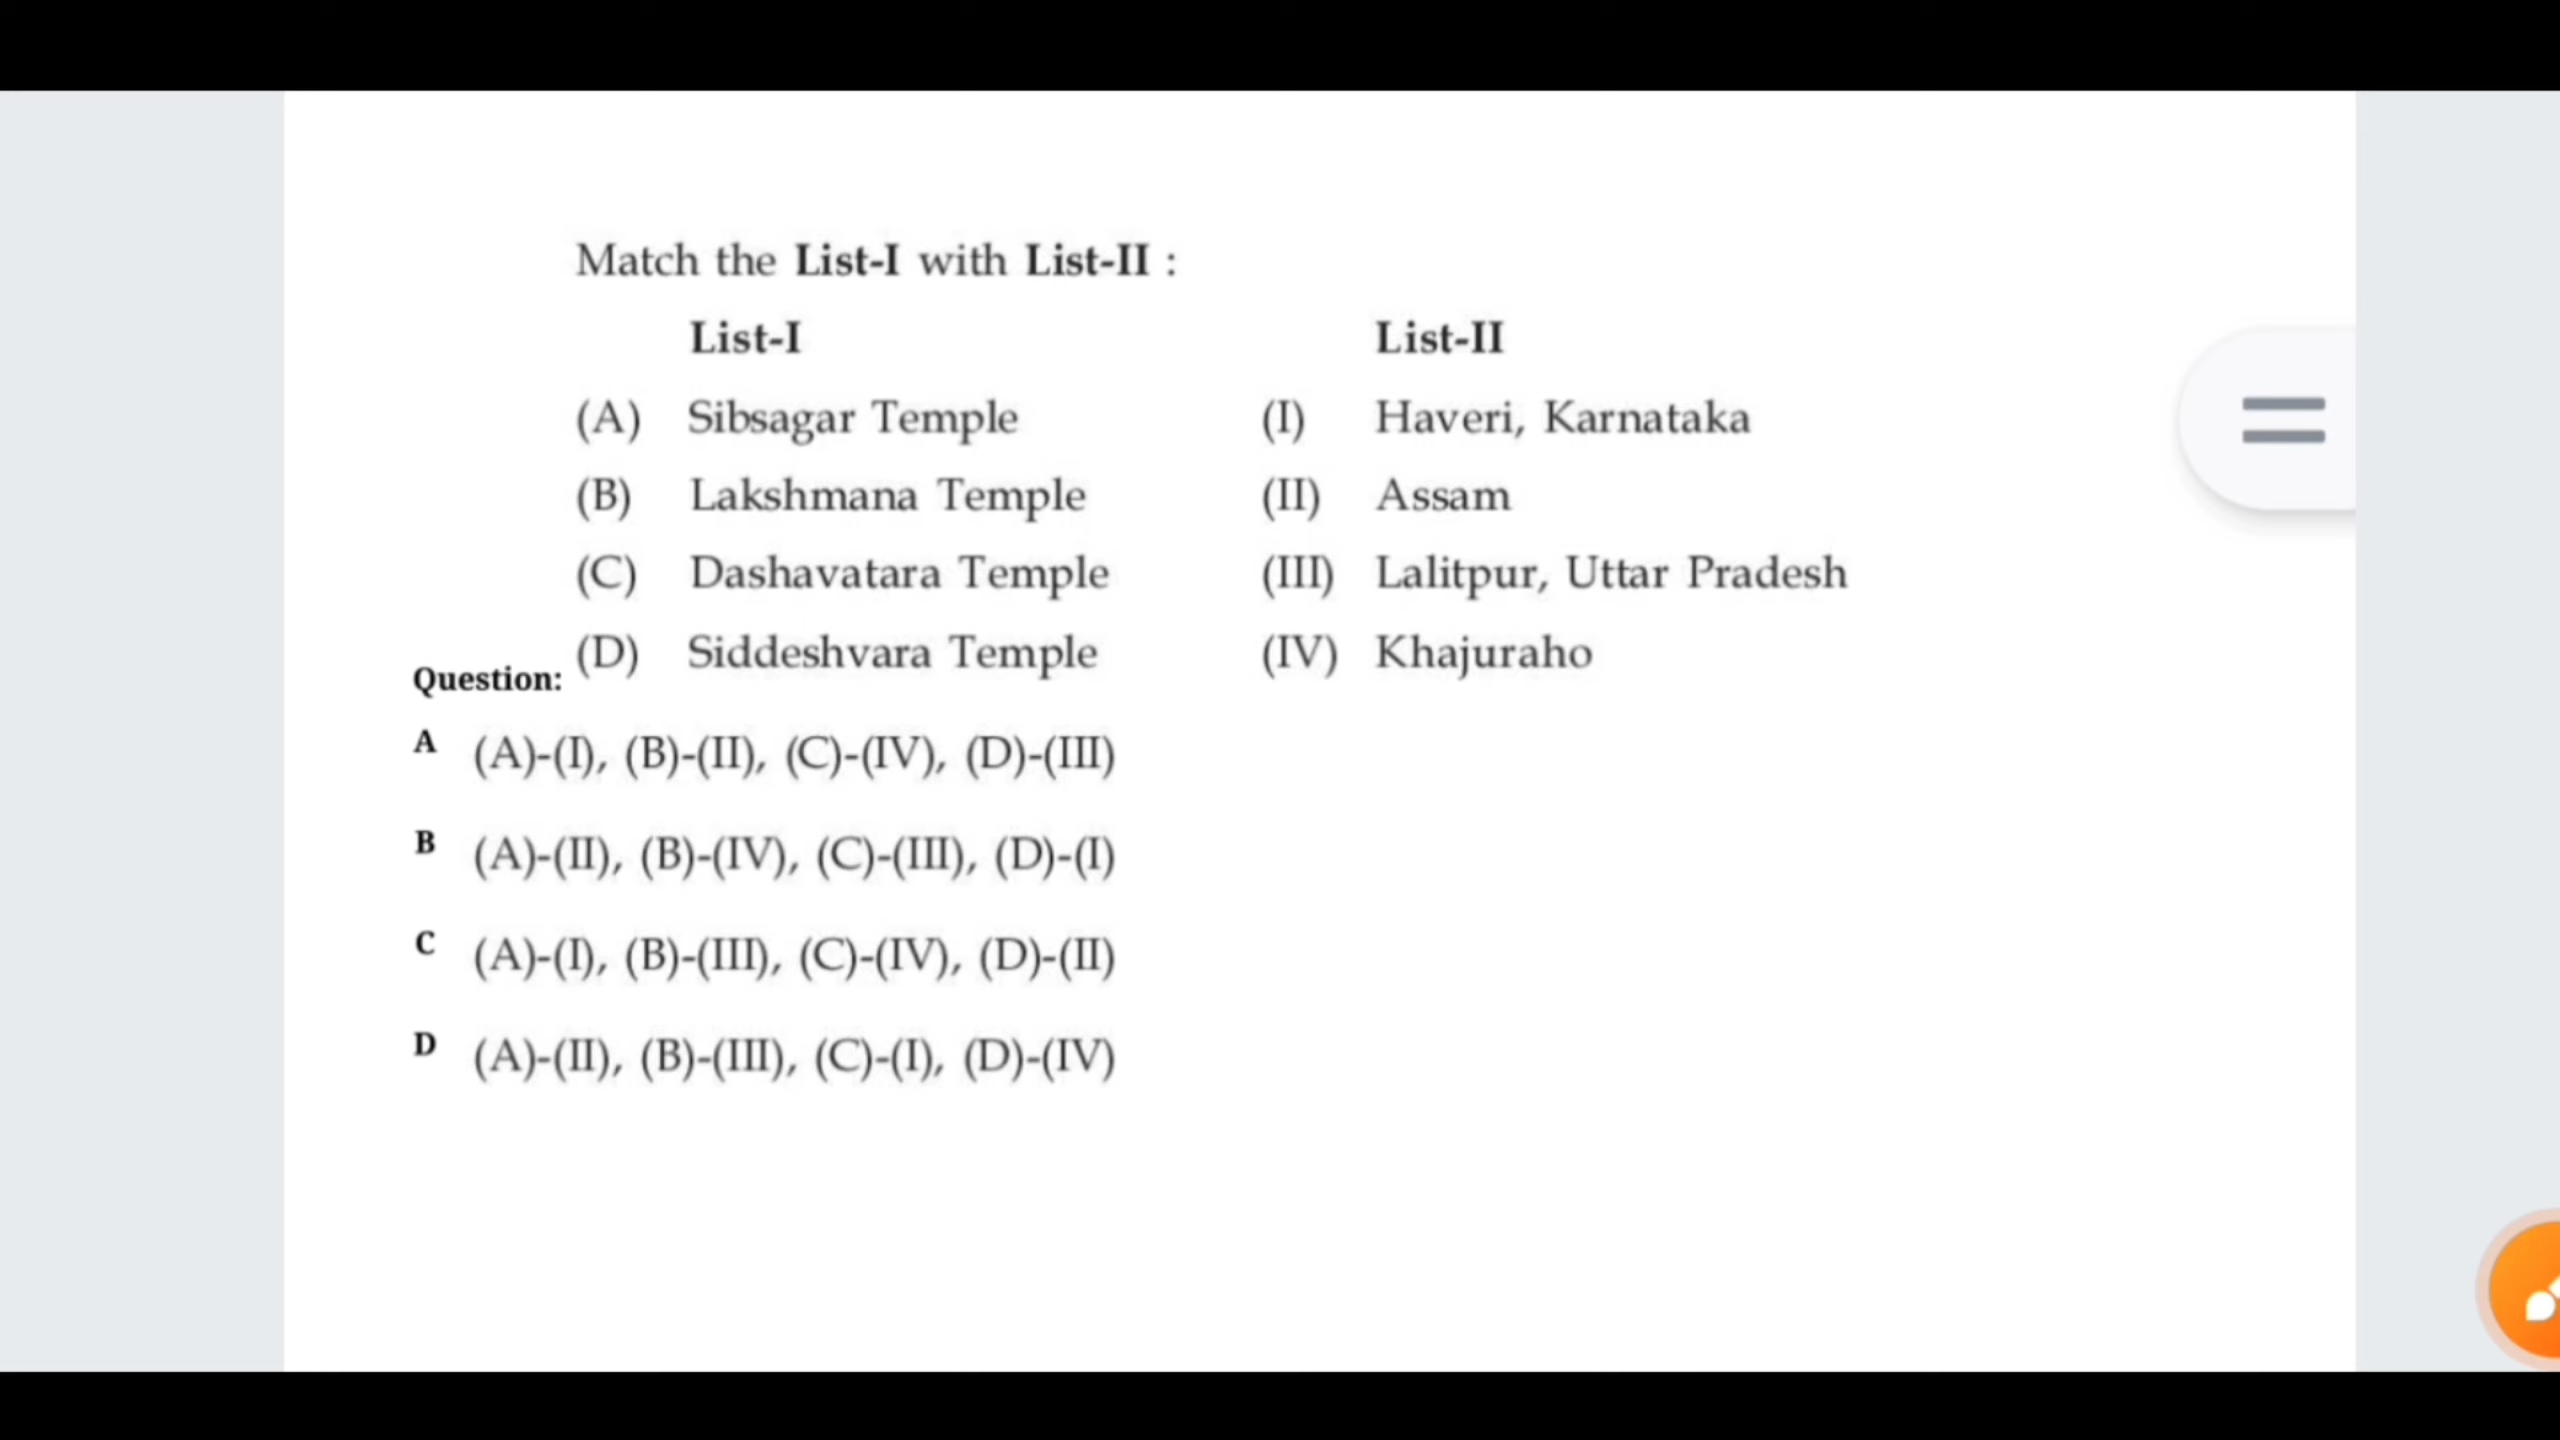 Match the List-I with List-II :
List-I List-II
(A) Sibsagar Temple (I) Haveri, Karnataka
(B) Lakshmana Temple (II) Assam
(C) Dashavatara Temple (III) Lalitpur, Uttar Pradesh
(D) Siddeshvara Temple (IV) Khajuraho
Question:
A (A)-(I), (B)-(II), (C)-(IV), (D)-(III)
B (A)-(II), (B)-(IV), (C)-(III), (D)-(I)
C (A)-(I), (B)-(III), (C)-(IV), (D)-(II)
D (A)-(II), (B)-(III), (C)-(I), (D)-(IV)